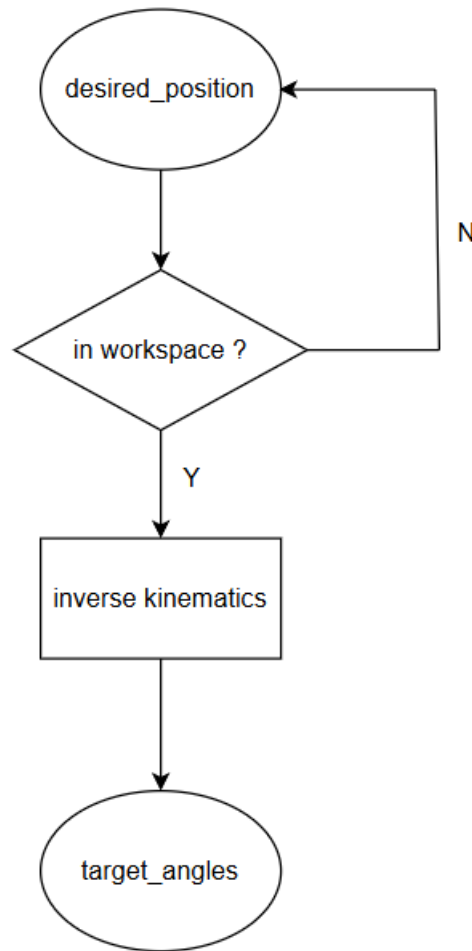 desired_position
N
in workspace ?
Y
inverse kinematics
target_angles